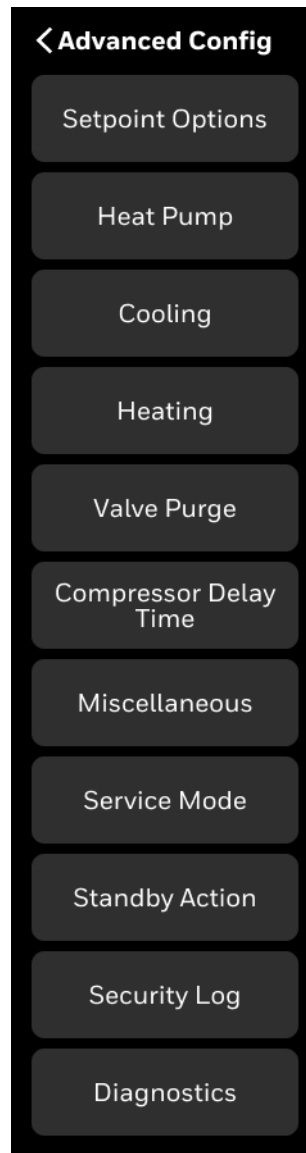 Advanced Config
Setpoint Options
Heat Pump
Cooling
Heating
Valve Purge
Compressor Delay
Time
Miscellaneous
Service Mode
Standby Action
Security Log
Diagnostics